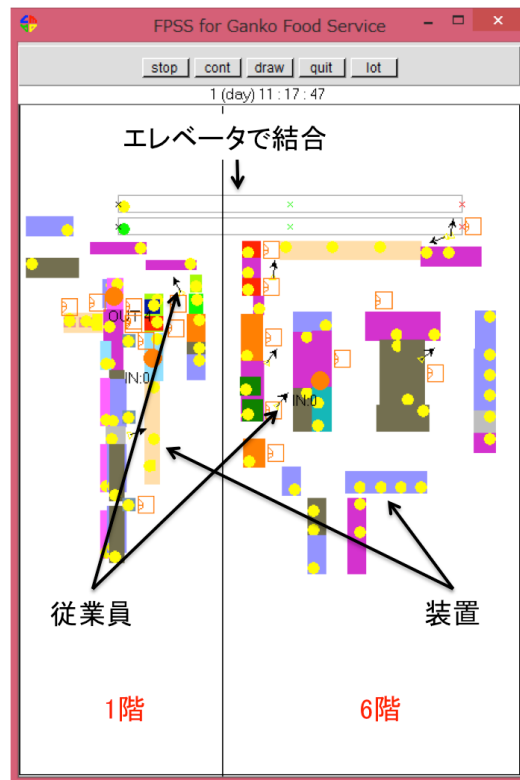 FPSS for Ganko Food Service
stop cont draw quit lot
1 (day) 11 : 17 : 47
エレベータで結合
IN:0
IN:0
従業員
装置
1階
6階